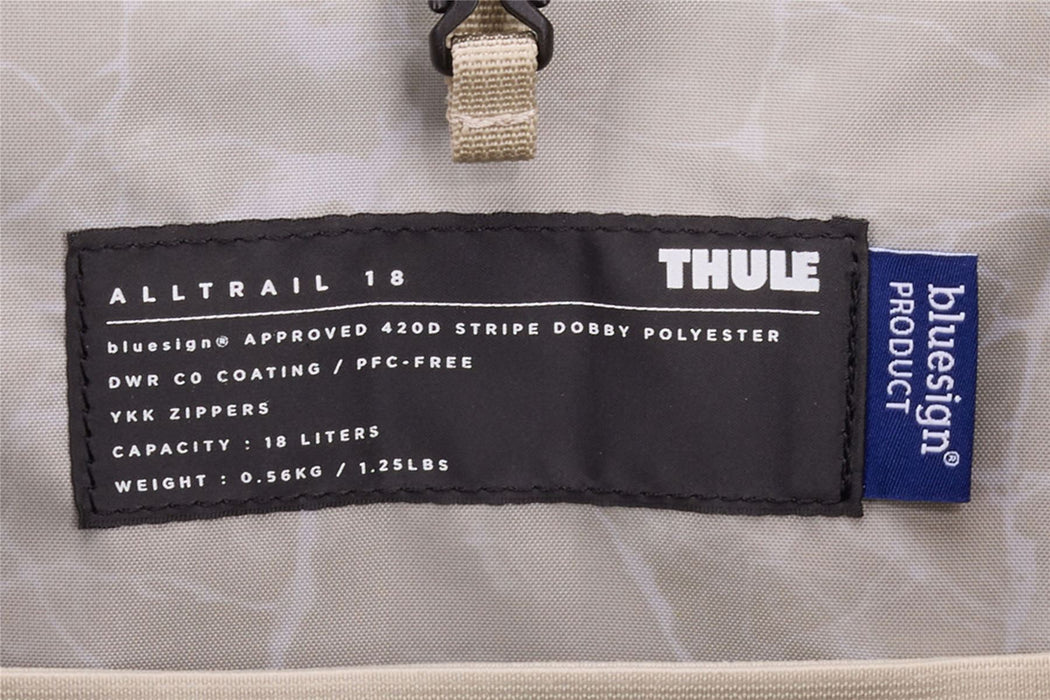 ALLTRAIL 18
THULE
bluesign® APPROVED 420D STRIPE DOBBY POLYESTER
DWR C0 COATING / PFC-FREE
YKK ZIPPERS
CAPACITY : 18 LITERS
WEIGHT : 0.56KG / 1.25LBS
bluesign®
PRODUCT